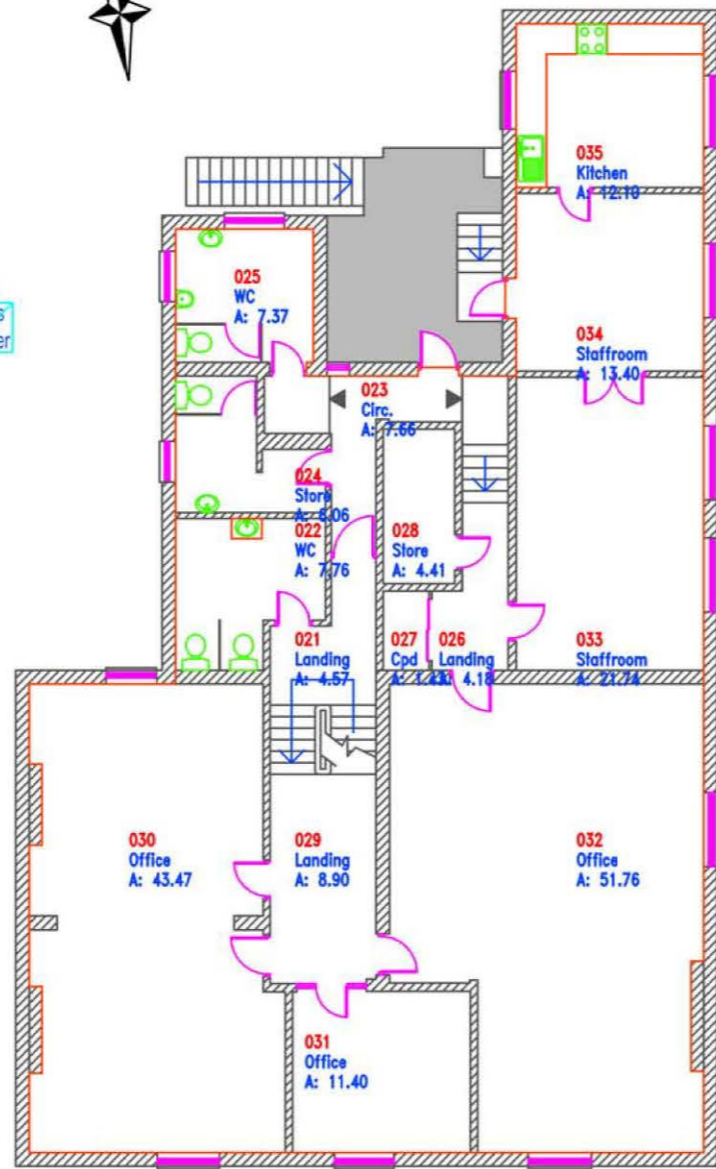 035
Kitchen
A: 12.10
025
WC
A: 7.37
034
Staffroom
A: 13.40
023
Circ.
A: 7.66
024
Store
A: 6.06
022
WC
A: 7.76
028
Store
A: 4.41
021
Landing
A: 4.57
027
Cpd
026
Landing
A: 4.18
033
Staffroom
A: 21.74
030
Office
A: 43.47
029
Landing
A: 8.90
032
Office
A: 51.76
031
Office
A: 11.40